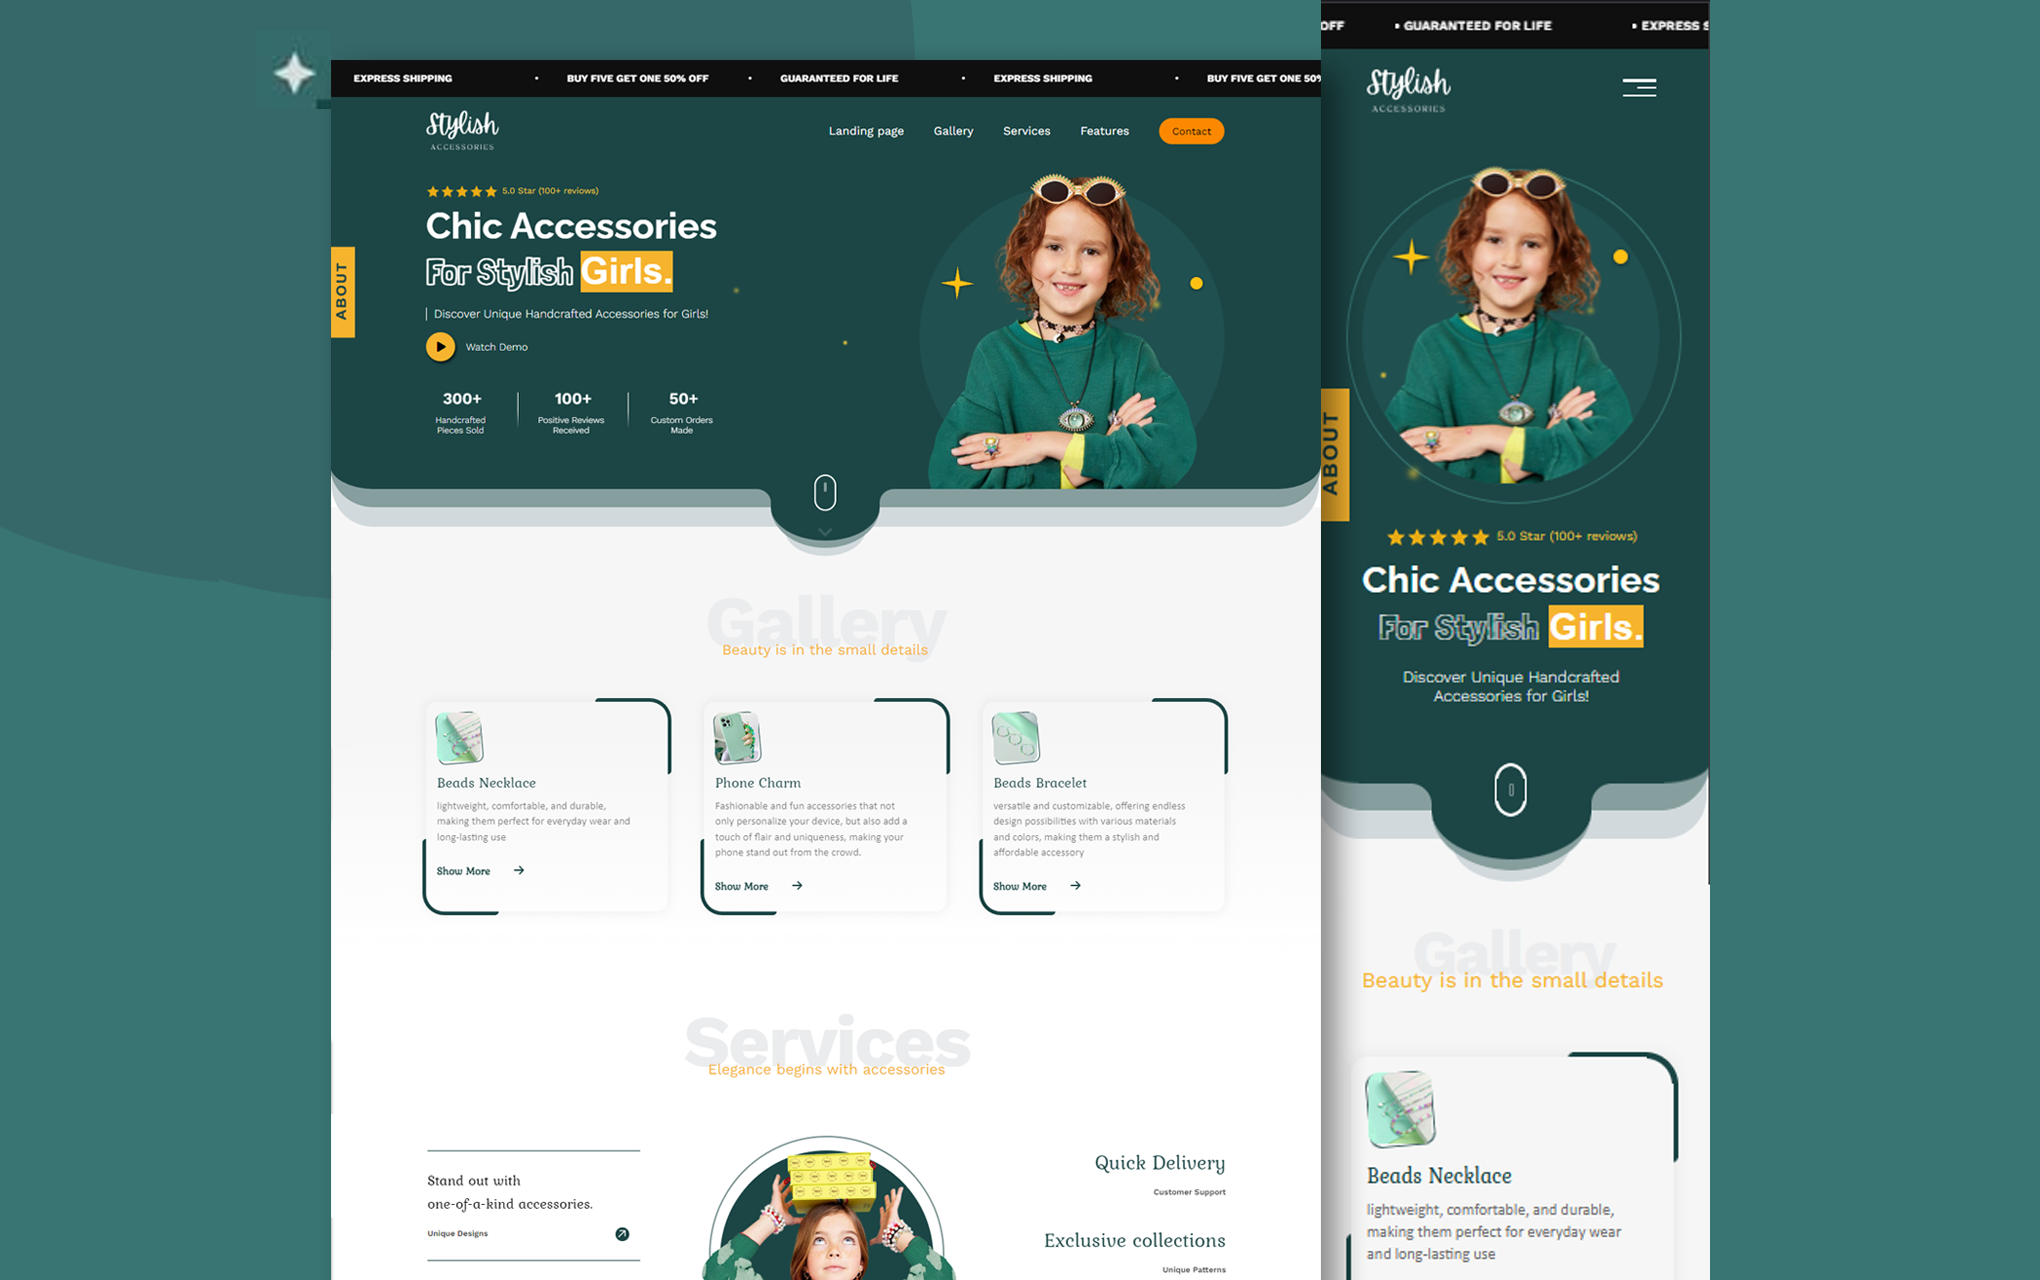 EXPRESS SHIPPING • BUY FIVE GET ONE 50% OFF • GUARANTEED FOR LIFE • EXPRESS SHIPPING • BUY FIVE GET ONE 50%
Stylish
ACCESSORIES
Landing page Gallery Services Features Contact
5.0 Star (100+ reviows)
Chic Accessories
For Stylish Girls.
ABOUT
Discover Unique Handcrafted Accessories for Girls!
Watch Demo
300+ 100+ 50+
Handcrafted Positive Reviews Custom Orders
Pieces Sold Received Made
Gallery
Beauty is in the small details
Beads Necklace
lightweight, comfortable, and durable,
making them perfect for everyday wear and
long-lasting use
Show More
Phone Charm
Fashionable and fun accessories that not
only personalize your device, but also add a
touch of flair and uniqueness, making your
phone stand out from the crowd.
Show More
Beads Bracelet
versatile and customizable, offering endless
design possibilities with various materials
and colors, making them a stylish and
affordable accessory
Show More
Services
Elegance begins with accessories
Stand out with
one-of-a-kind accessories.
Unique Designs
Quick Delivery
Customer Support
Exclusive collections
Unique Patterns
OFF • GUARANTEED FOR LIFE • EXPRESS S
Stylish
ACCESSORIES
ABOUT
5.0 Star (100+ reviows)
Chic Accessories
For Stylish Girls.
Discover Unique Handcrafted
Accessories for Girls!
Gallery
Beauty is in the small details
Beads Necklace
lightweight, comfortable, and durable,
making them perfect for everyday wear
and long-lasting use